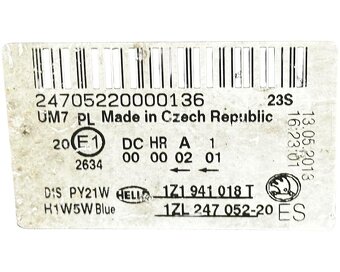 24705220000136 23S
UM7 PL Made in Czech Republic
20 E1 DC HR A 1
2634 00 00 02 01
D1S PY21W HELLA 1Z1 941 018 T
H1W5W Blue 1ZL 247 052-20 ES
13.05.2013
16:23:01